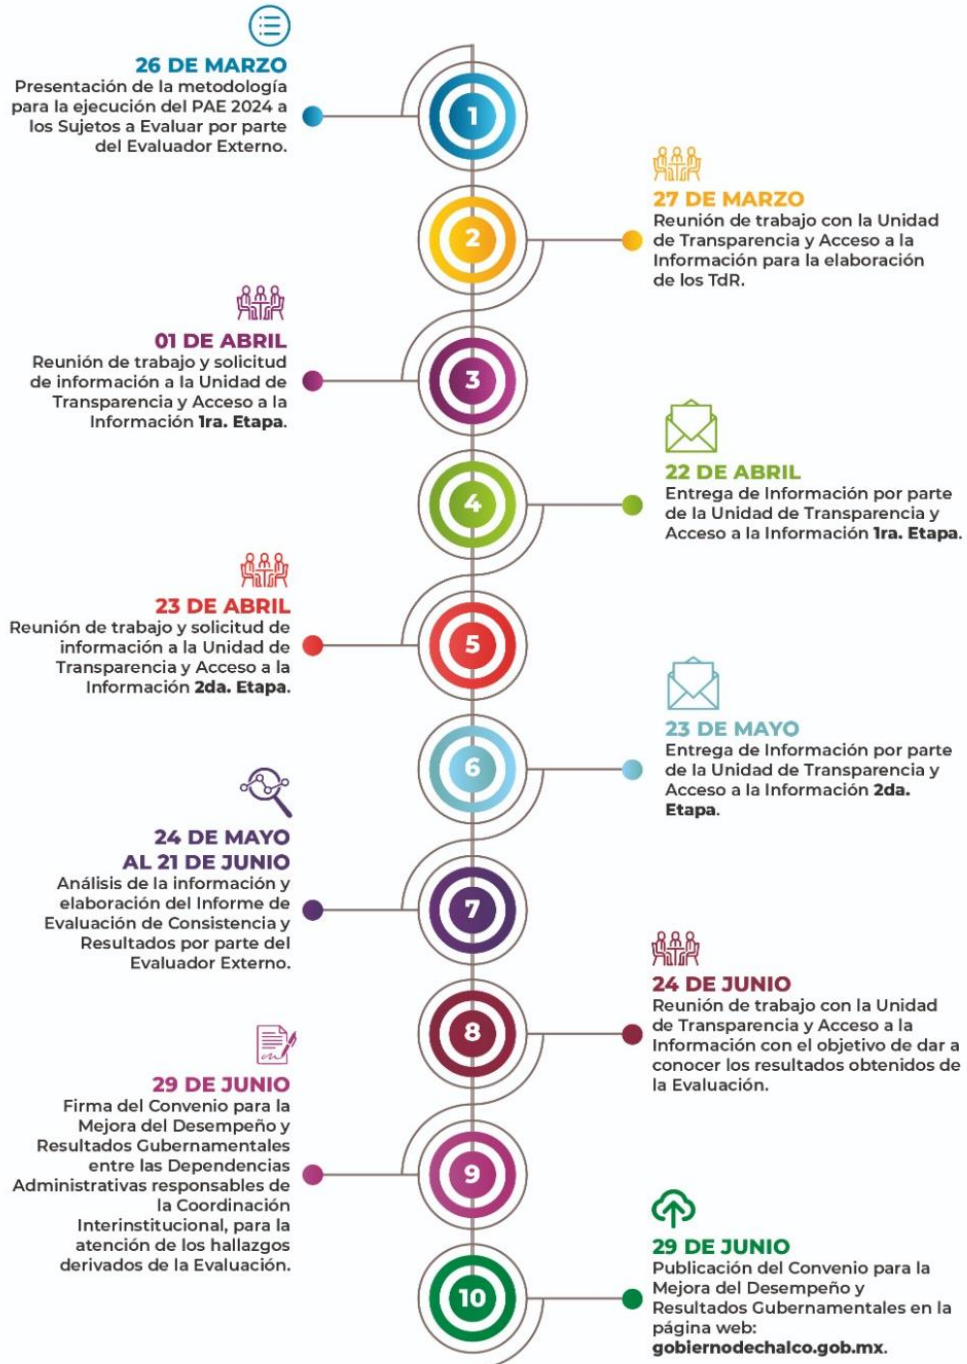 26 DE MARZO
Presentación de la metodología
para la ejecución del PAE 2024 a
los Sujetos a Evaluar por parte
del Evaluador Externo.
1
27 DE MARZO
Reunión de trabajo con la Unidad
de Transparencia y Acceso a la
Información para la elaboración
de los TdR.
2
01 DE ABRIL
Reunión de trabajo y solicitud
de información a la Unidad de
Transparencia y Acceso a la
Información 1ra. Etapa.
3
22 DE ABRIL
Entrega de Información por parte
de la Unidad de Transparencia y
Acceso a la Información 1ra. Etapa.
4
23 DE ABRIL
Reunión de trabajo y solicitud de
información a la Unidad de
Transparencia y Acceso a la
Información 2da. Etapa.
5
23 DE MAYO
Entrega de Información por parte
de la Unidad de Transparencia y
Acceso a la Información 2da.
Etapa.
6
24 DE MAYO
AL 21 DE JUNIO
Análisis de la información y
elaboración del Informe de
Evaluación de Consistencia y
Resultados por parte del
Evaluador Externo.
7
24 DE JUNIO
Reunión de trabajo con la Unidad
de Transparencia y Acceso a la
Información con el objetivo de dar a
conocer los resultados obtenidos de
la Evaluación.
8
29 DE JUNIO
Firma del Convenio para la
Mejora del Desempeño y
Resultados Gubernamentales
entre las Dependencias
Administrativas responsables de
la Coordinación
Interinstitucional, para la
atención de los hallazgos
derivados de la Evaluación.
9
29 DE JUNIO
Publicación del Convenio para la
Mejora del Desempeño y
Resultados Gubernamentales en la
página web:
gobiernodechalco.gob.mx.
10